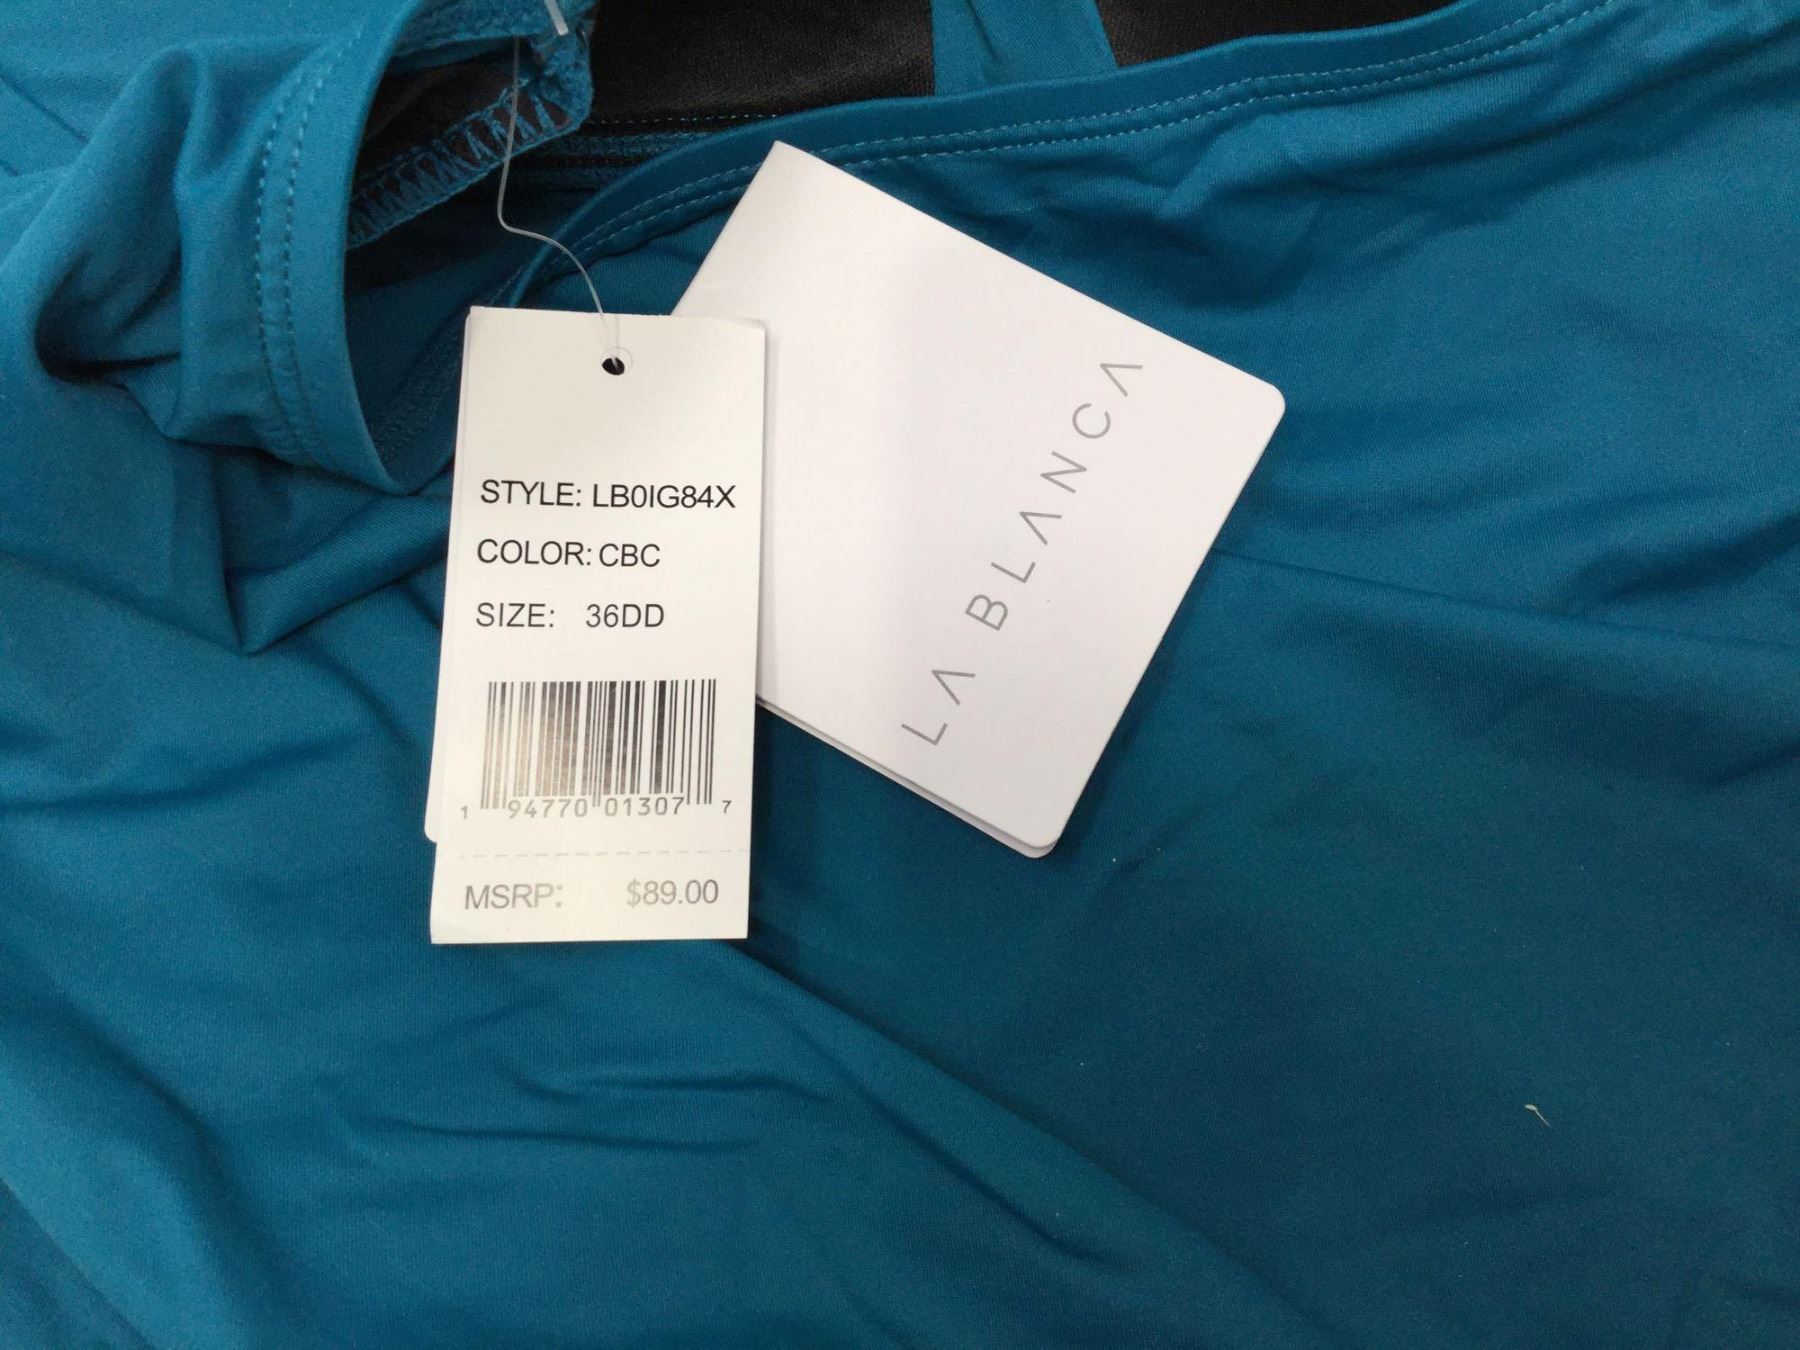 STYLE: LB0IG84X
COLOR: CBC
SIZE: 36DD
1 94770 01307 7
MSRP: $89.00
LA BLANCA